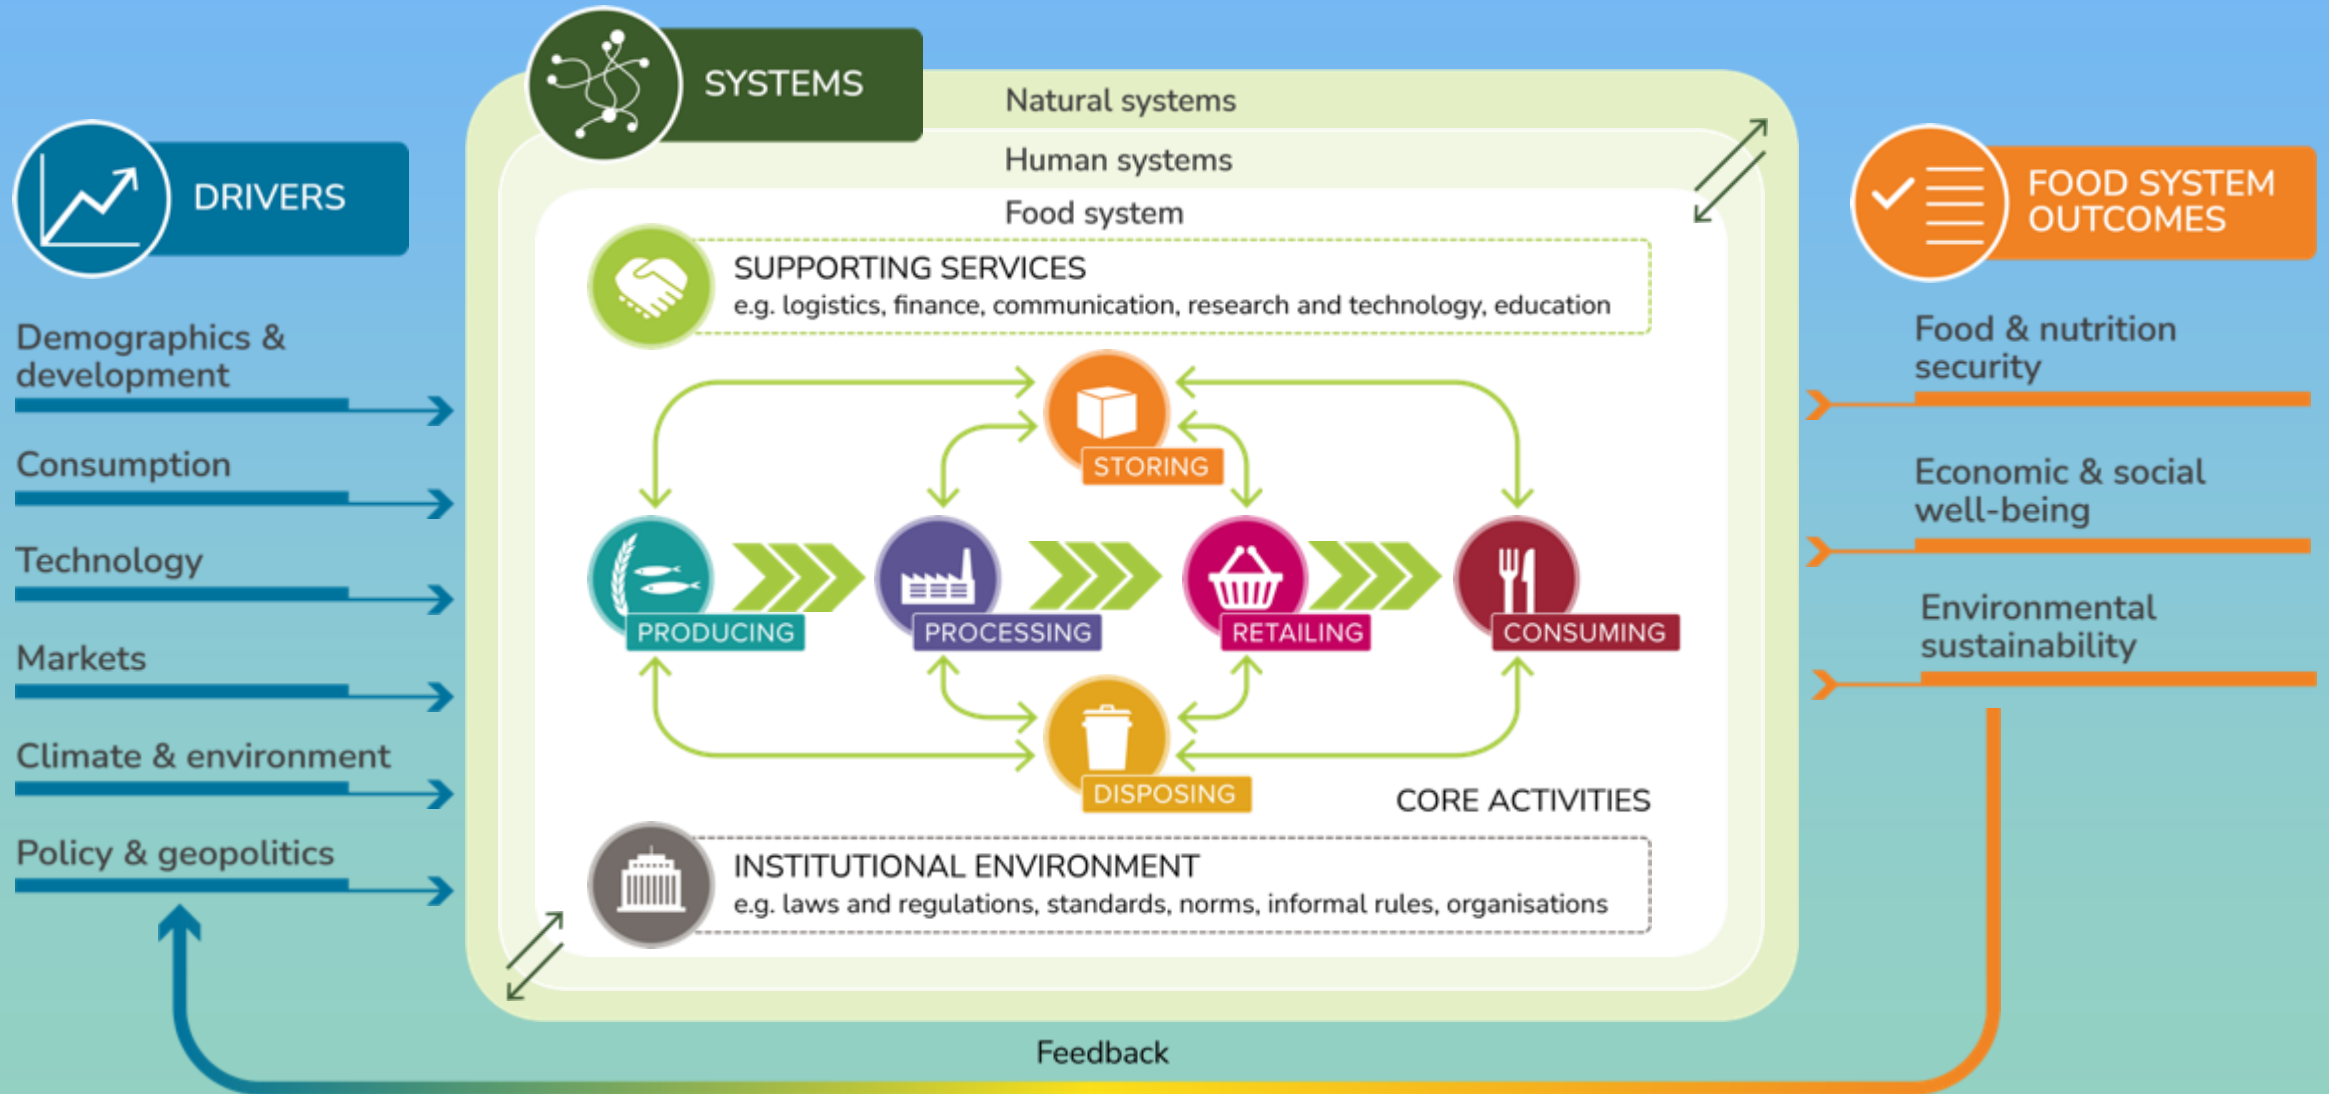 SYSTEMS
Natural systems
Human systems
Food system
DRIVERS
Demographics &
development
Consumption
Technology
Markets
Climate & environment
Policy & geopolitics
SUPPORTING SERVICES
e.g. logistics, finance, communication, research and technology, education
STORING
PRODUCING
PROCESSING
RETAILING
CONSUMING
DISPOSING
CORE ACTIVITIES
INSTITUTIONAL ENVIRONMENT
e.g. laws and regulations, standards, norms, informal rules, organisations
FOOD SYSTEM
OUTCOMES
Food & nutrition
security
Economic & social
well-being
Environmental
sustainability
Feedback